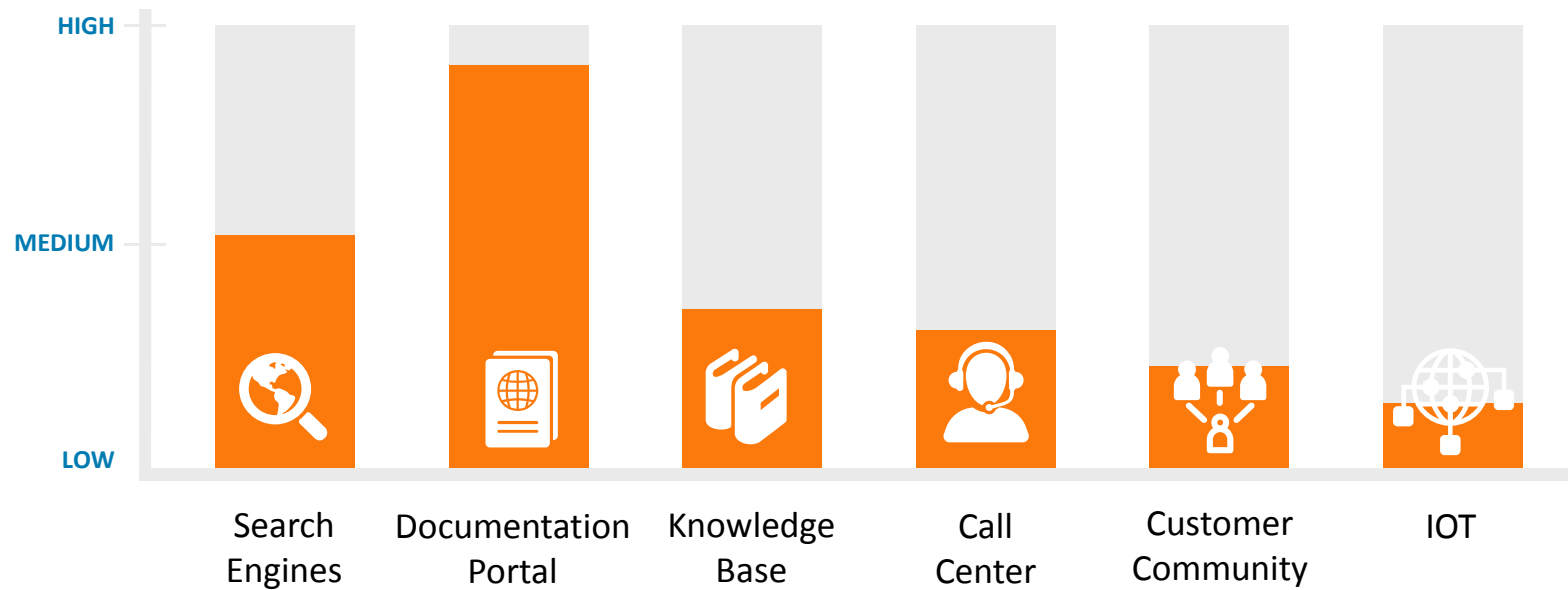 HIGH
MEDIUM
LOW
Search
Engines
Documentation
Portal
Knowledge
Base
Call
Center
Customer
Community
IOT